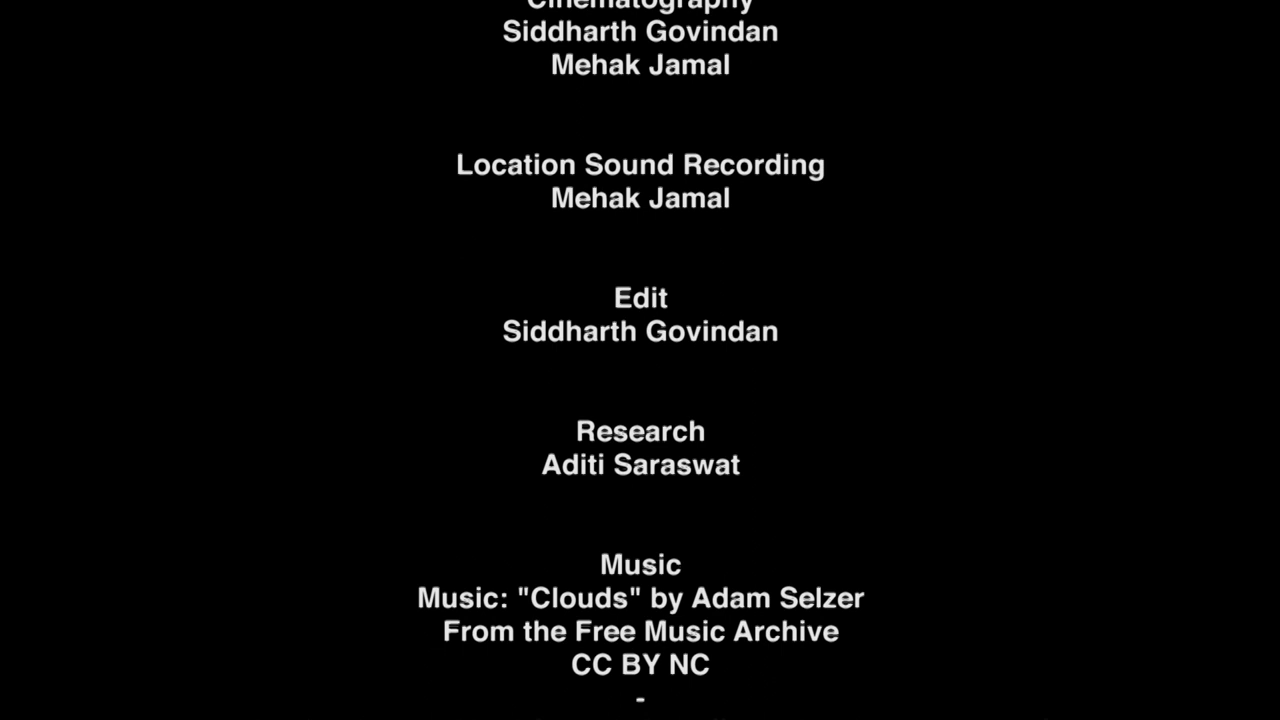 Cinematography
Siddharth Govindan
Mehak Jamal
Location Sound Recording
Mehak Jamal
Edit
Siddharth Govindan
Research
Aditi Saraswat
Music
Music: "Clouds" by Adam Selzer
From the Free Music Archive
CC BY NC
-